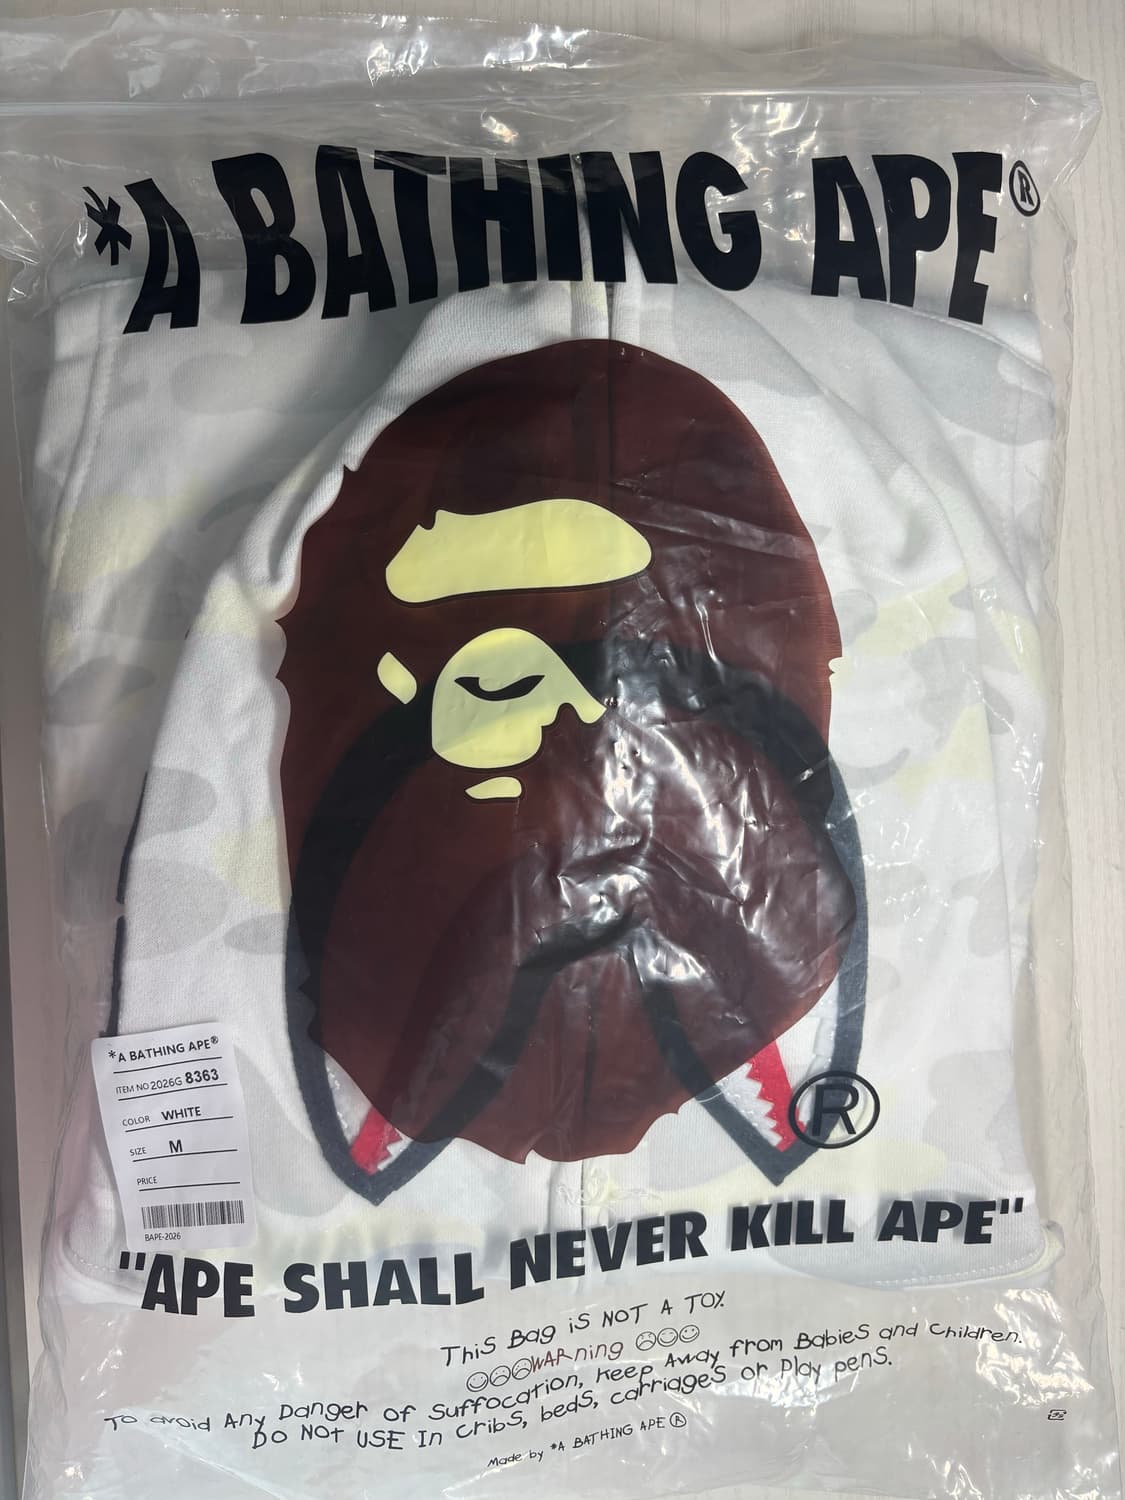 *A BATHING APE®
*A BATHING APE®
ITEM NO 2026G 8363
COLOR WHITE
SIZE M
PRICE
BAPE-2026
®
"APE SHALL NEVER KILL APE"
THiS Bag iS NOT A TOY.
WARning
To avoid Any Danger of Suffocation, Keep Away from BabieS and Children.
DO NOT USE In CribS, beds, carriageS or Play penS.
Made by *A BATHING APE ®